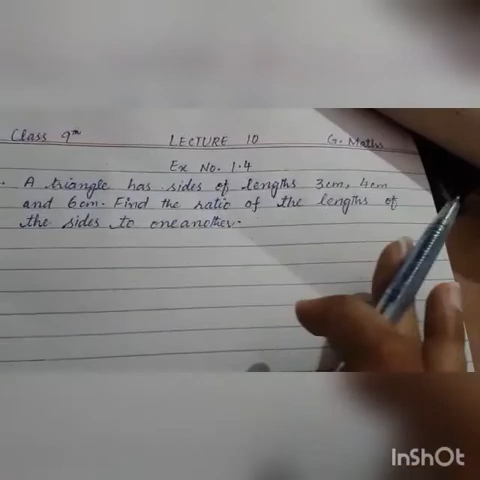 Class 9th LECTURE 10 G. Maths
Ex No. 1.4
A triangle has sides of lengths 3cm, 4cm
and 6cm. Find the ratio of the lengths of
the sides to oneanother.
InShOt